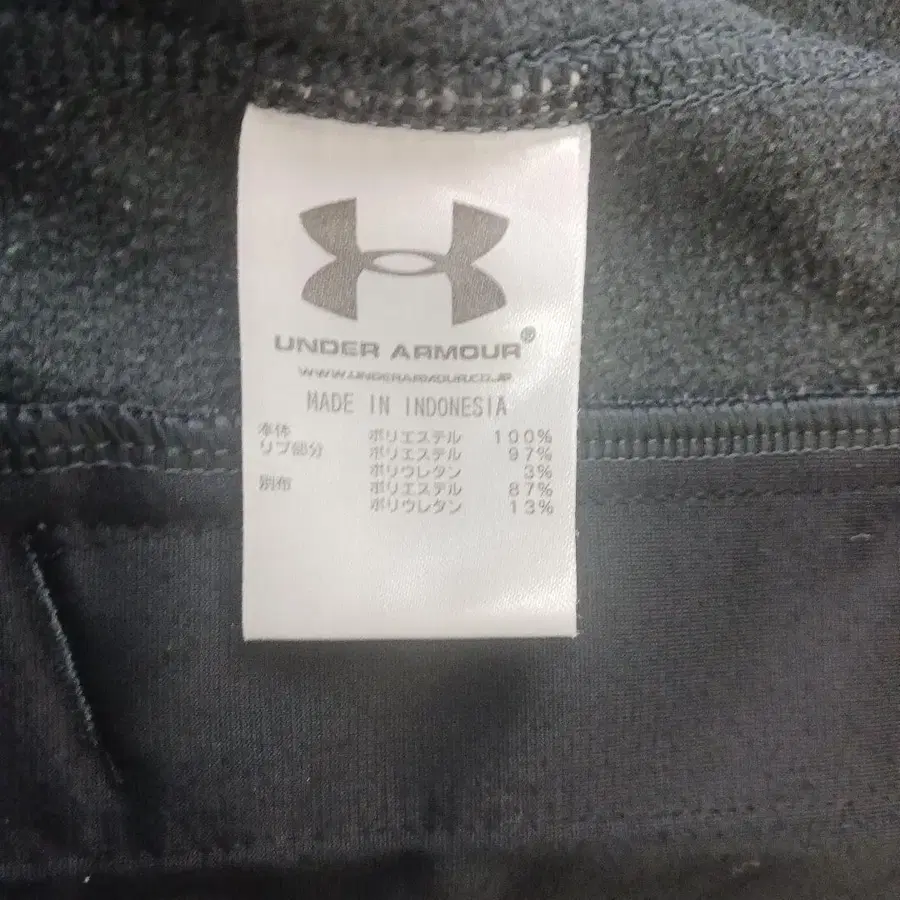 UNDER ARMOUR®
WWW.UNDERARMOUR.CO.JP
MADE IN INDONESIA
本体 ポリエステル 100%
リブ部分 ポリエステル 97%
ポリウレタン 3%
別布 ポリエステル 87%
ポリウレタン 13%